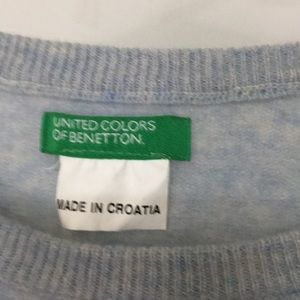 UNITED COLORS
OF BENETTON.
MADE IN CROATIA